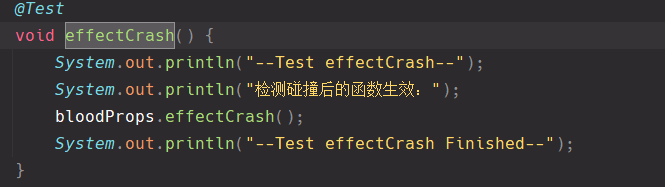 @Test
void effectCrash() {
System.out.println("--Test effectCrash--");
System.out.println("检测碰撞后的函数生效：");
bloodProps.effectCrash();
System.out.println("--Test effectCrash Finished--");
}